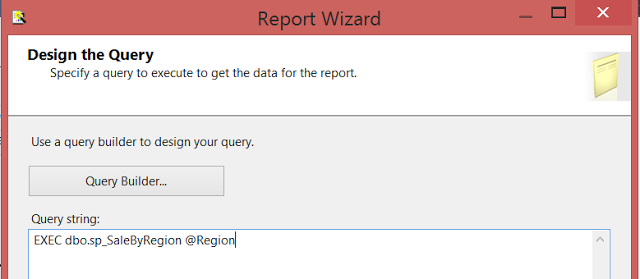 Report Wizard
Design the Query
Specify a query to execute to get the data for the report.
Use a query builder to design your query.
Query Builder...
Query string:
EXEC dbo.sp_SaleByRegion @Region